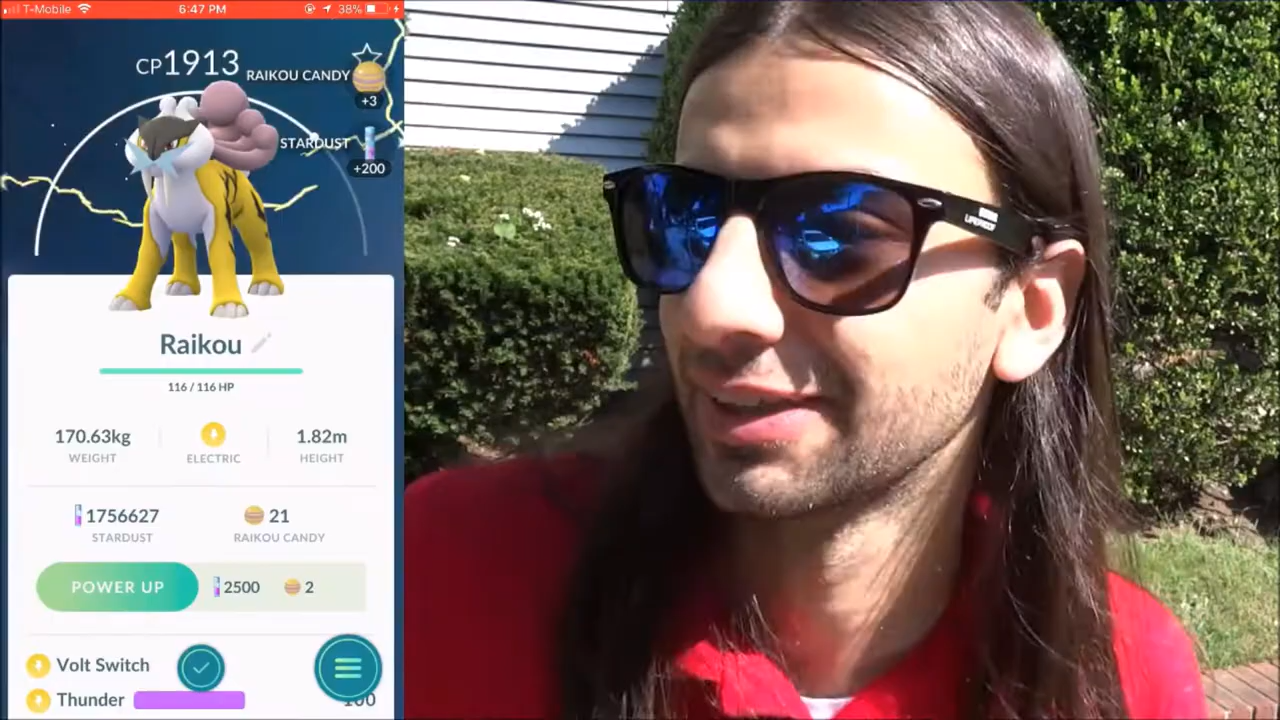 T-Mobile 6:47 PM 38%
CP1913
RAIKOU CANDY
+3
STARDUST
+200
Raikou
116 / 116 HP
170.63kg
WEIGHT
ELECTRIC
1.82m
HEIGHT
1756627
STARDUST
21
RAIKOU CANDY
POWER UP 2500 2
Volt Switch
Thunder 100
LIFEPROOF